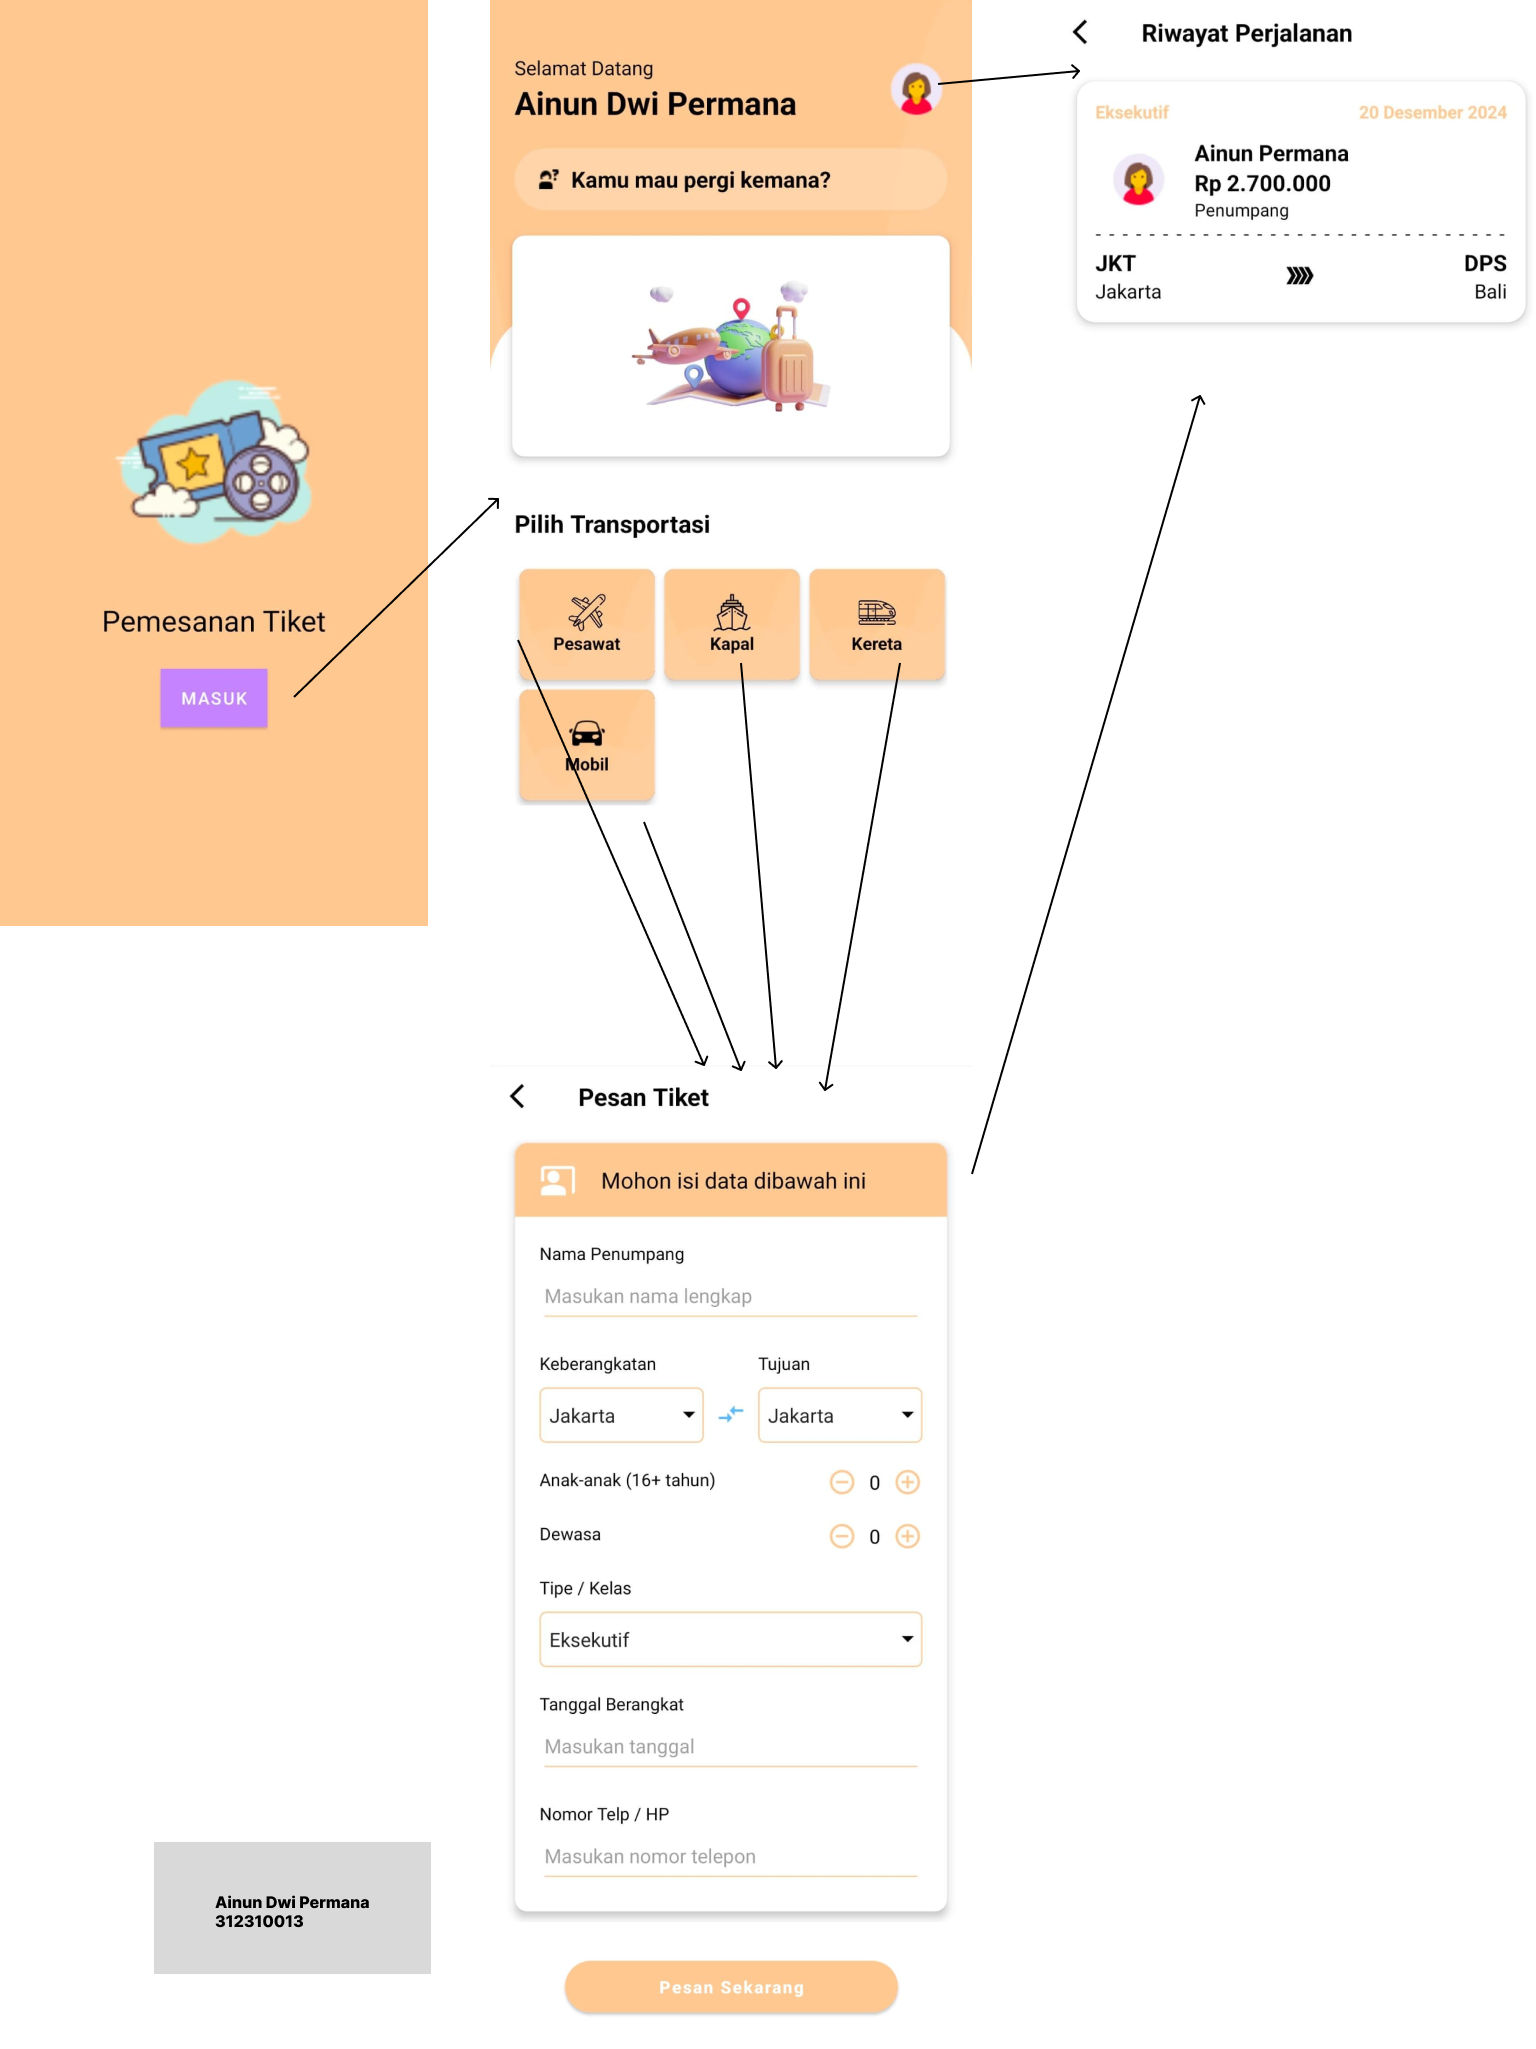 Pemesanan Tiket
MASUK
Selamat Datang
Ainun Dwi Permana
Kamu mau pergi kemana?
Pilih Transportasi
Pesawat
Kapal
Kereta
Mobil
Riwayat Perjalanan
Eksekutif
20 Desember 2024
Ainun Permana
Rp 2.700.000
Penumpang
JKT
DPS
Jakarta
Bali
Pesan Tiket
Mohon isi data dibawah ini
Nama Penumpang
Masukan nama lengkap
Keberangkatan
Tujuan
Jakarta
Jakarta
Anak-anak (16+ tahun)
0
Dewasa
0
Tipe / Kelas
Eksekutif
Tanggal Berangkat
Masukan tanggal
Nomor Telp / HP
Masukan nomor telepon
Pesan Sekarang
Ainun Dwi Permana
312310013